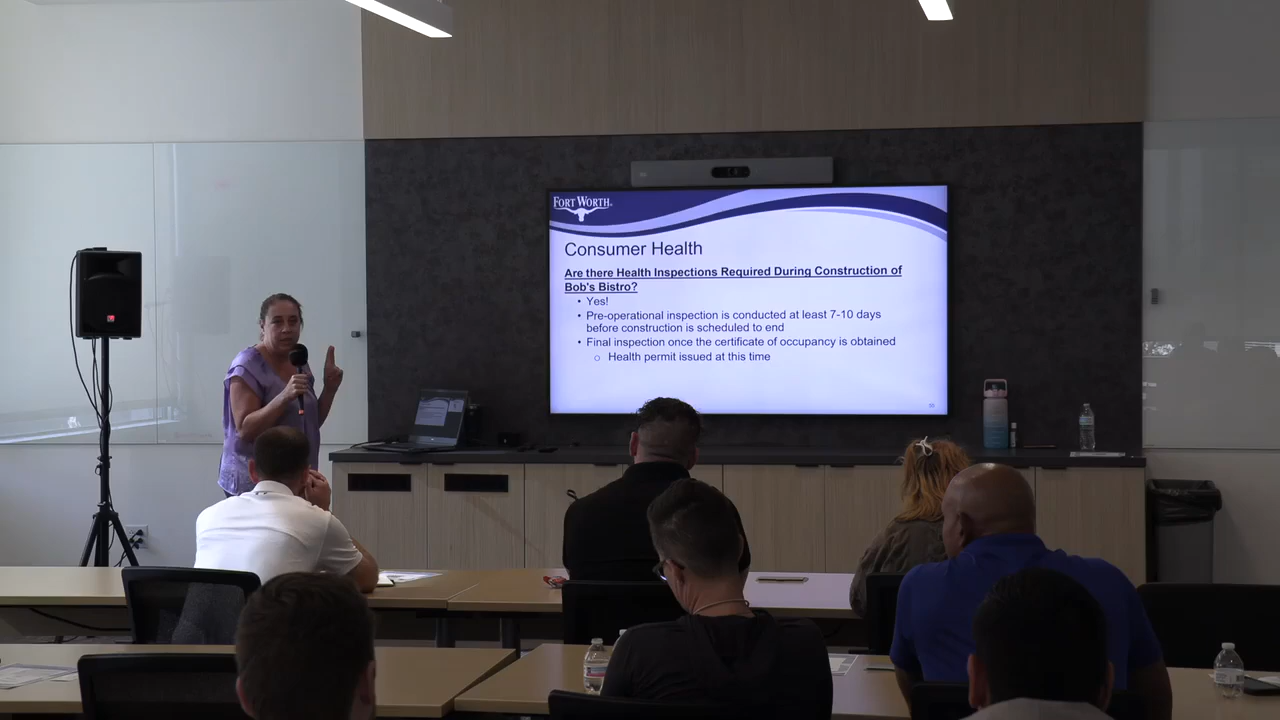 FORT WORTH
Consumer Health
Are there Health Inspections Required During Construction of
Bob's Bistro?
• Yes!
• Pre-operational inspection is conducted at least 7-10 days
before construction is scheduled to end
• Final inspection once the certificate of occupancy is obtained
○ Health permit issued at this time